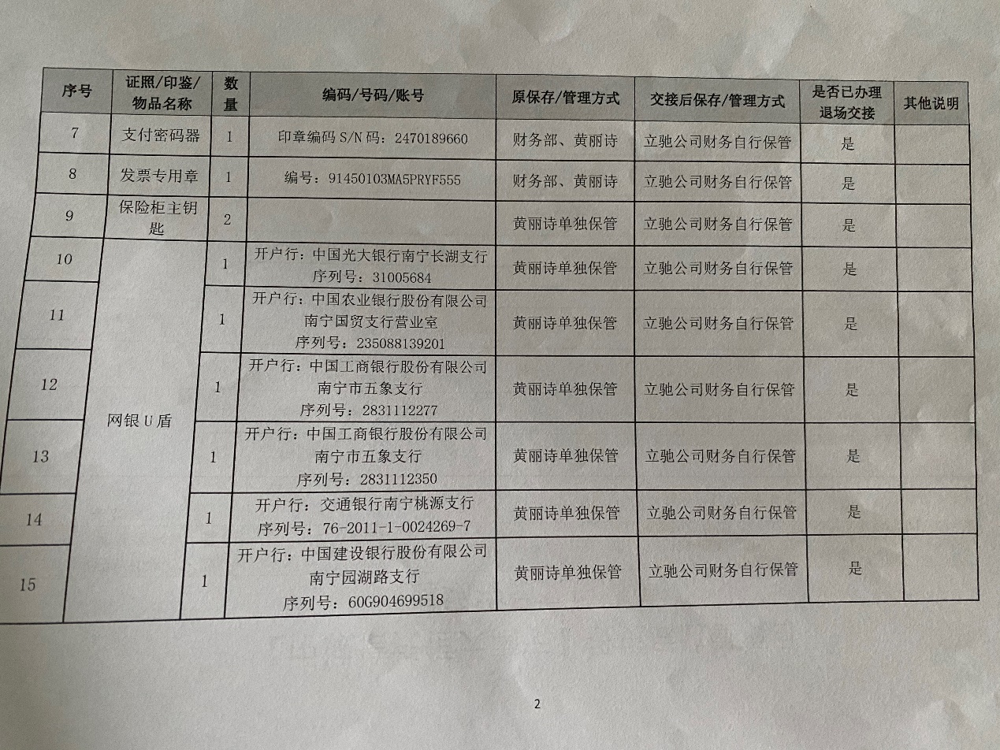 序号 证照/印鉴/物品名称 数量 编码/号码/账号 原保存/管理方式 交接后保存/管理方式 是否已办理退场交接 其他说明
7 支付密码器 1 印章编码 S/N 码：2470189660 财务部、黄丽诗 立驰公司财务自行保管 是
8 发票专用章 1 编号：91450103MA5PRYF555 财务部、黄丽诗 立驰公司财务自行保管 是
9 保险柜主钥匙 2 黄丽诗单独保管 立驰公司财务自行保管 是
网银 U 盾
10 1 开户行：中国光大银行南宁长湖支行
序列号：31005684 黄丽诗单独保管 立驰公司财务自行保管 是
11 1 开户行：中国农业银行股份有限公司
南宁国贸支行营业室
序列号：235088139201 黄丽诗单独保管 立驰公司财务自行保管 是
12 1 开户行：中国工商银行股份有限公司
南宁市五象支行
序列号：2831112277 黄丽诗单独保管 立驰公司财务自行保管 是
13 1 开户行：中国工商银行股份有限公司
南宁市五象支行
序列号：2831112350 黄丽诗单独保管 立驰公司财务自行保管 是
14 1 开户行：交通银行南宁桃源支行
序列号：76-2011-1-0024269-7 黄丽诗单独保管 立驰公司财务自行保管 是
15 1 开户行：中国建设银行股份有限公司
南宁园湖路支行
序列号：60G904699518 黄丽诗单独保管 立驰公司财务自行保管 是
2